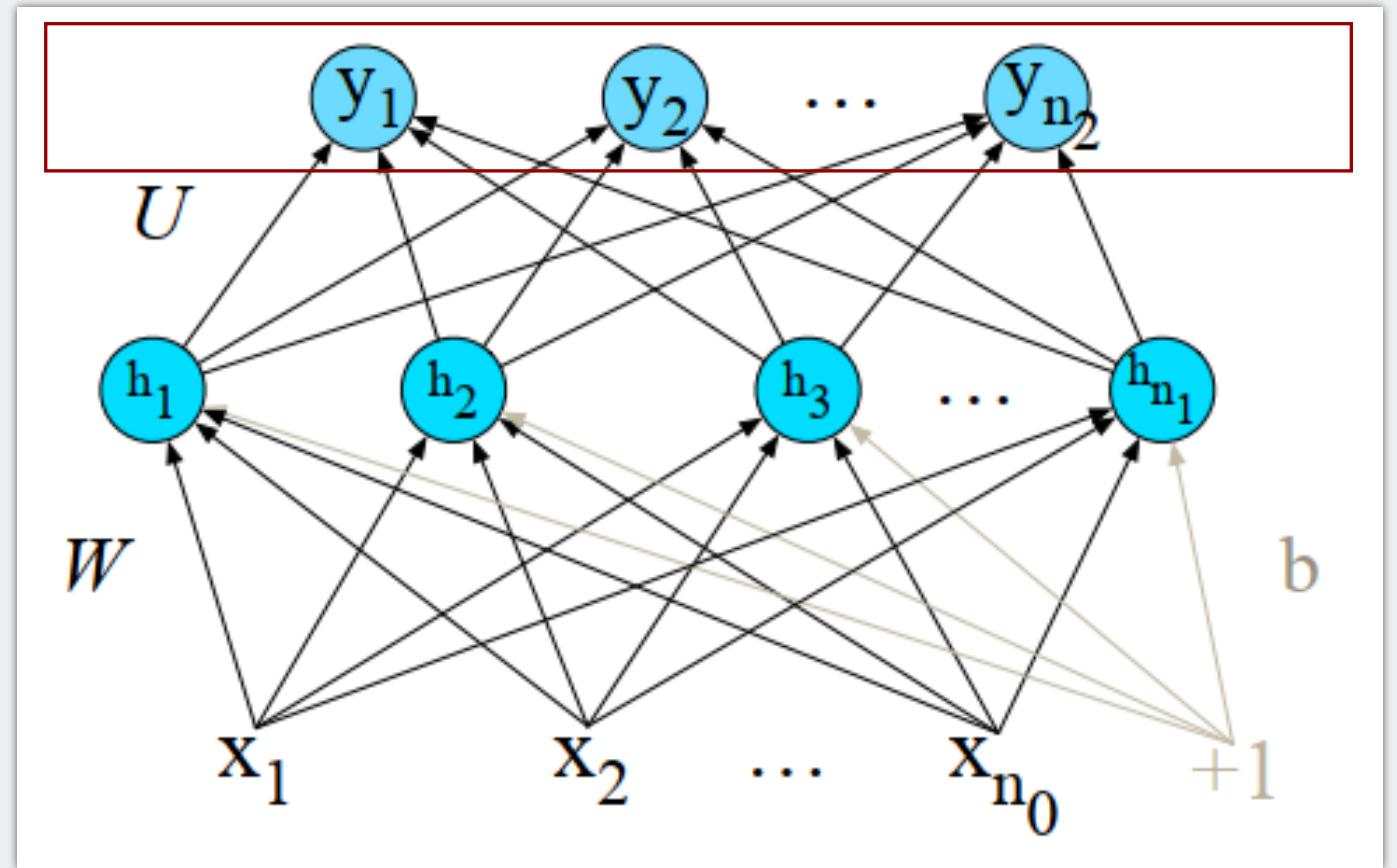 y₁ y₂ … yₙ₂
U
h₁ h₂ h₃ … hₙ₁
W b
x₁ x₂ … xₙ₀ +1